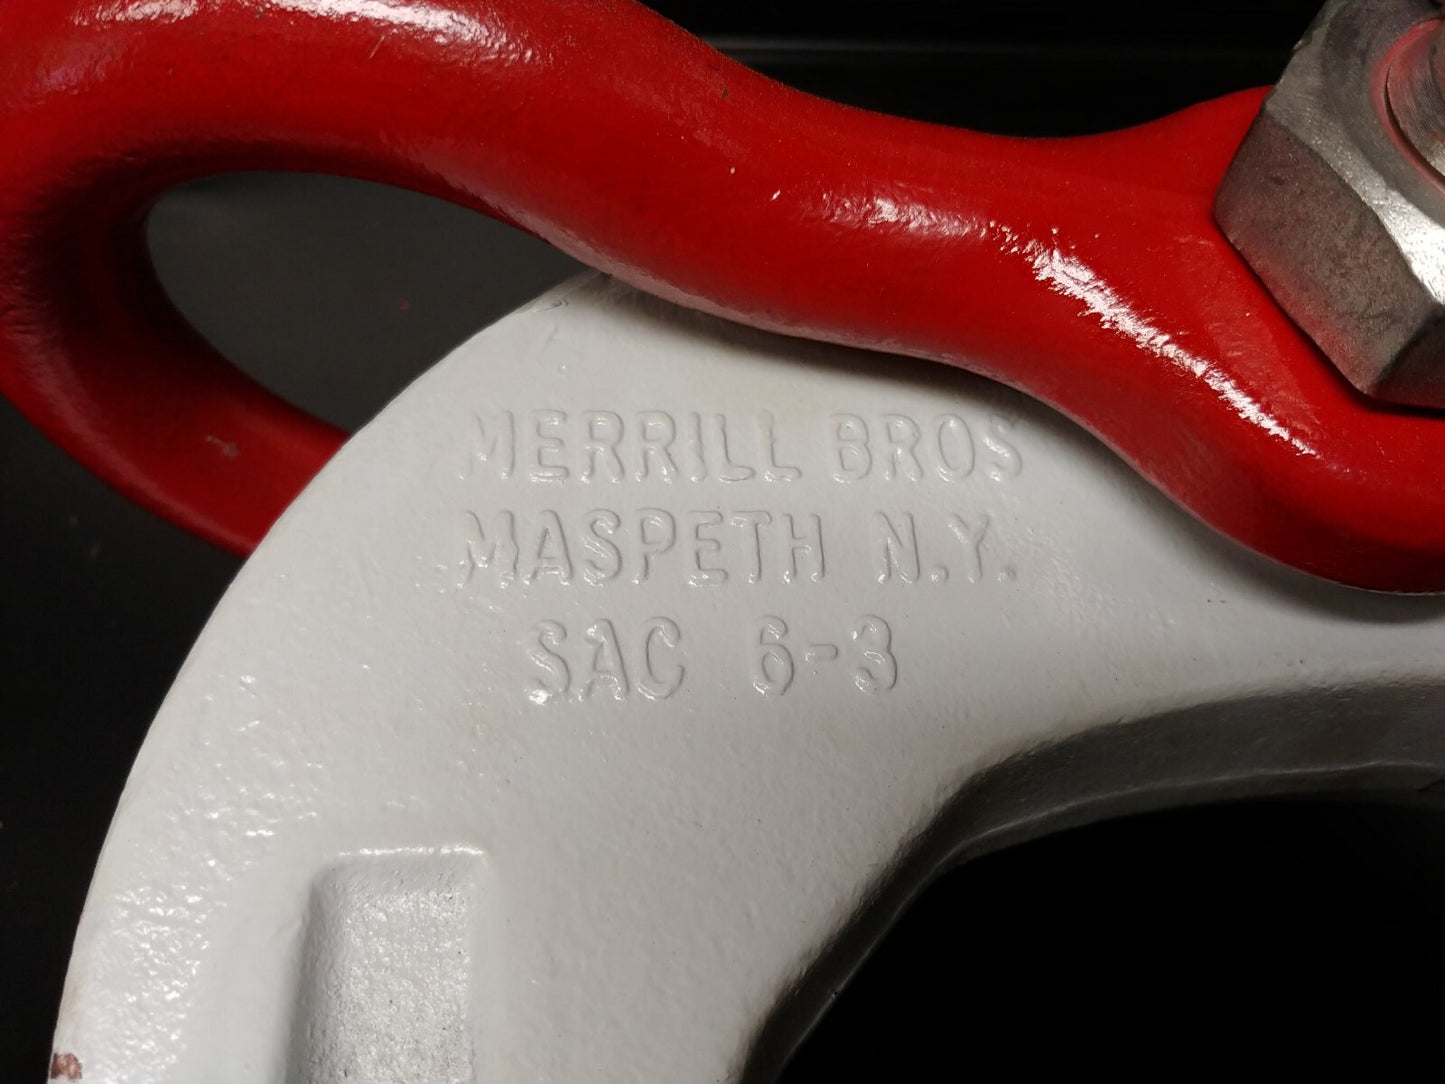 MERRILL BROS
MASPETH N.Y.
SAC 6-3